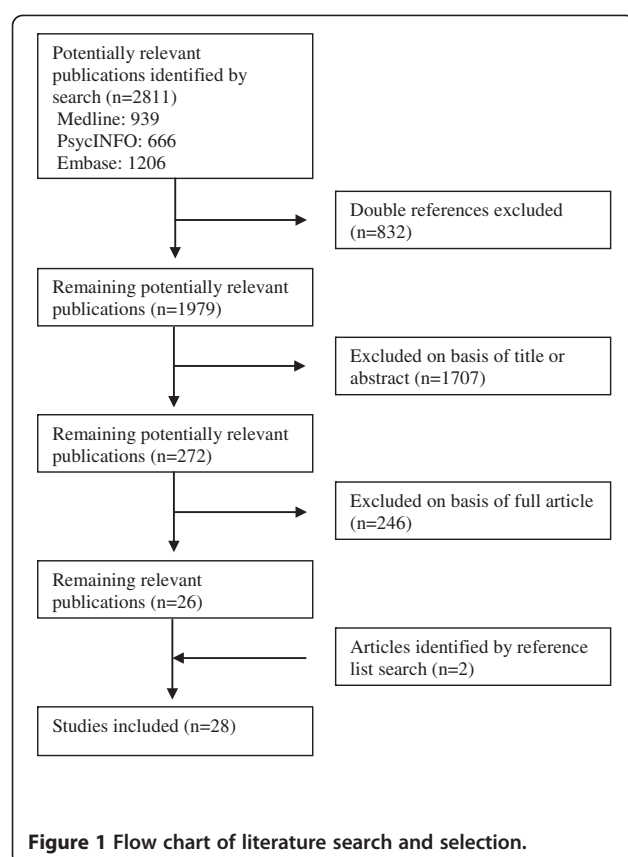 Potentially relevant
publications identified by
search (n=2811)
Medline: 939
PsycINFO: 666
Embase: 1206
Double references excluded
(n=832)
Remaining potentially relevant
publications (n=1979)
Excluded on basis of title or
abstract (n=1707)
Remaining potentially relevant
publications (n=272)
Excluded on basis of full article
(n=246)
Remaining relevant
publications (n=26)
Articles identified by reference
list search (n=2)
Studies included (n=28)
Figure 1 Flow chart of literature search and selection.